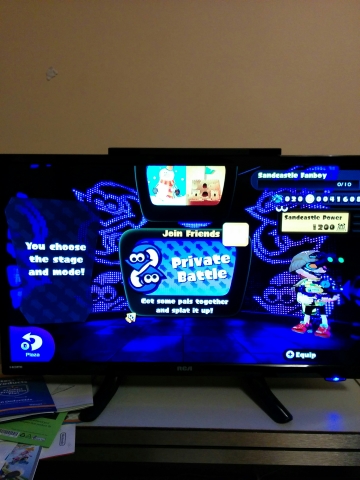 Sandcastle Fanboy
0/10
Join Friends
Sandcastle Power
1200
You choose
the stage
and mode!
Private
Battle
Get some pals together
and splat it up!
Plaza
Equip
RCA